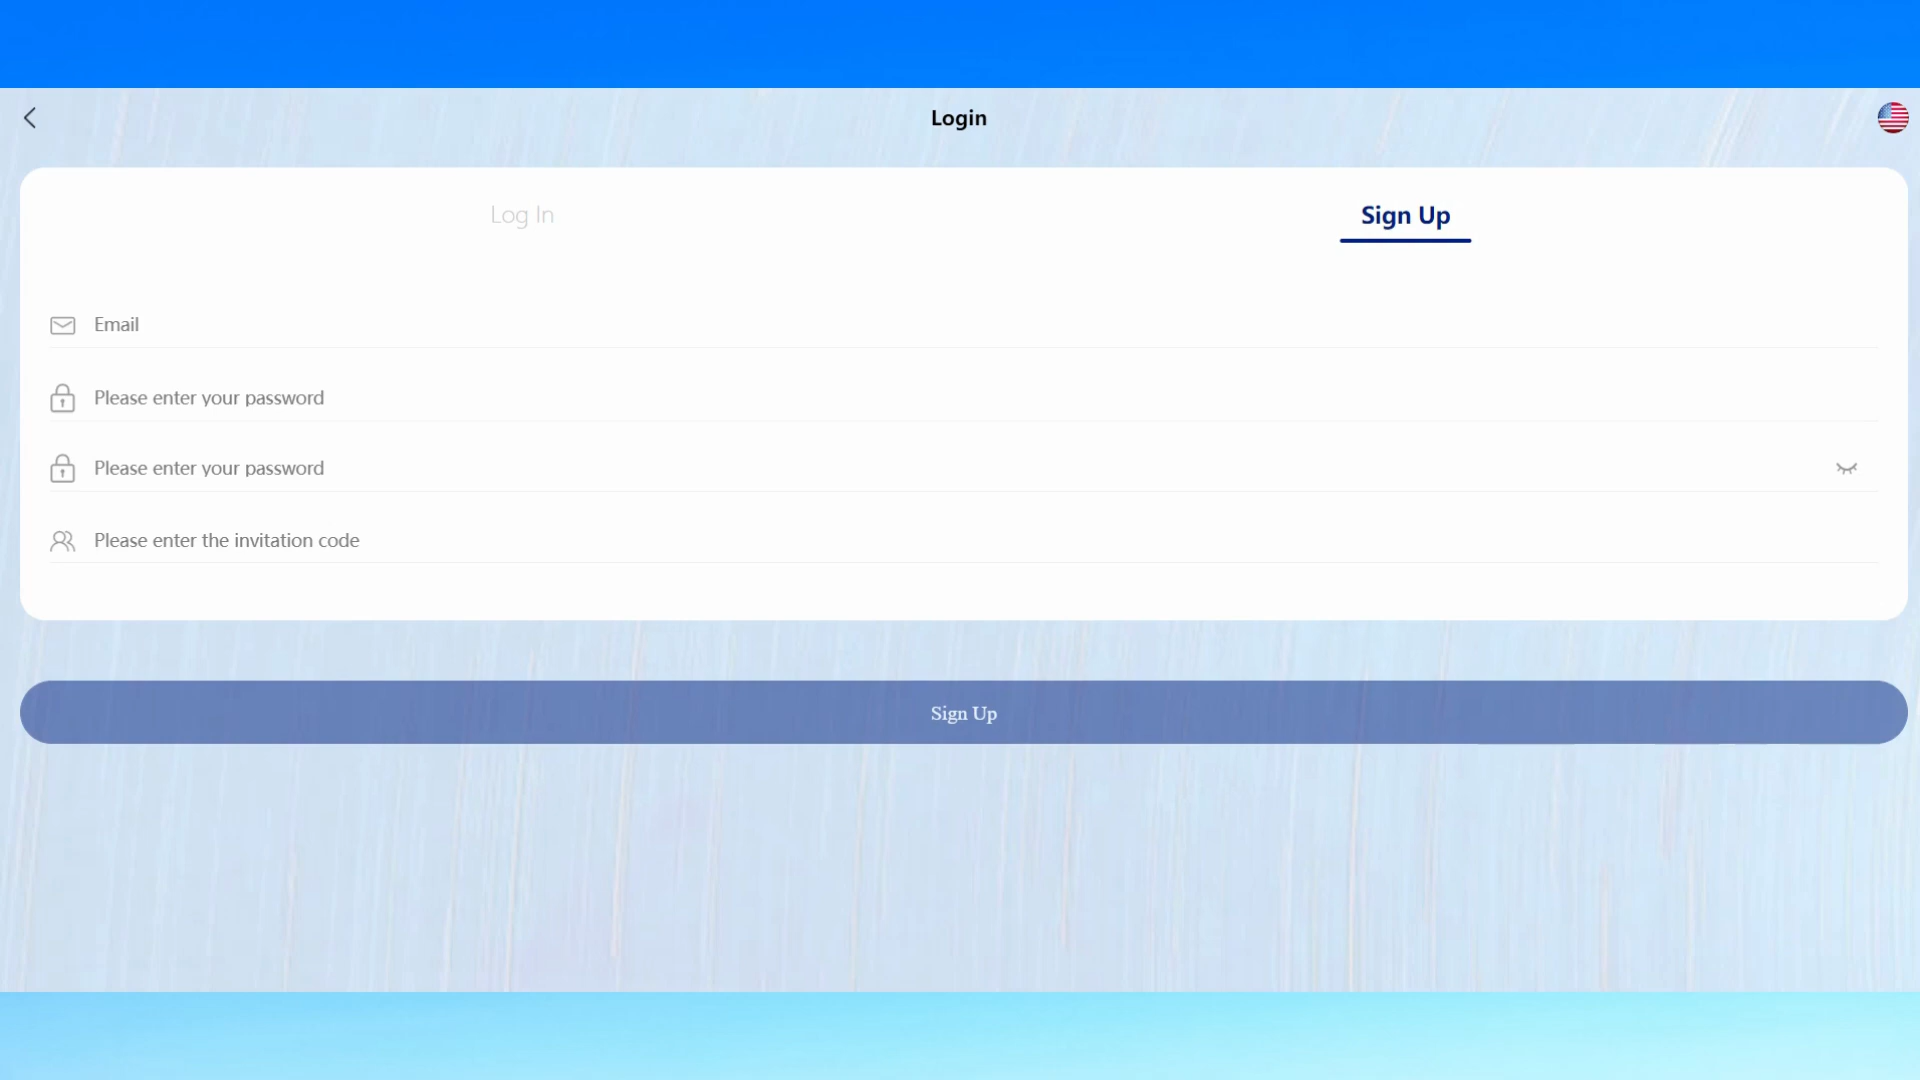 Login
Log In
Sign Up
Email
Please enter your password
Please enter your password
Please enter the invitation code
Sign Up